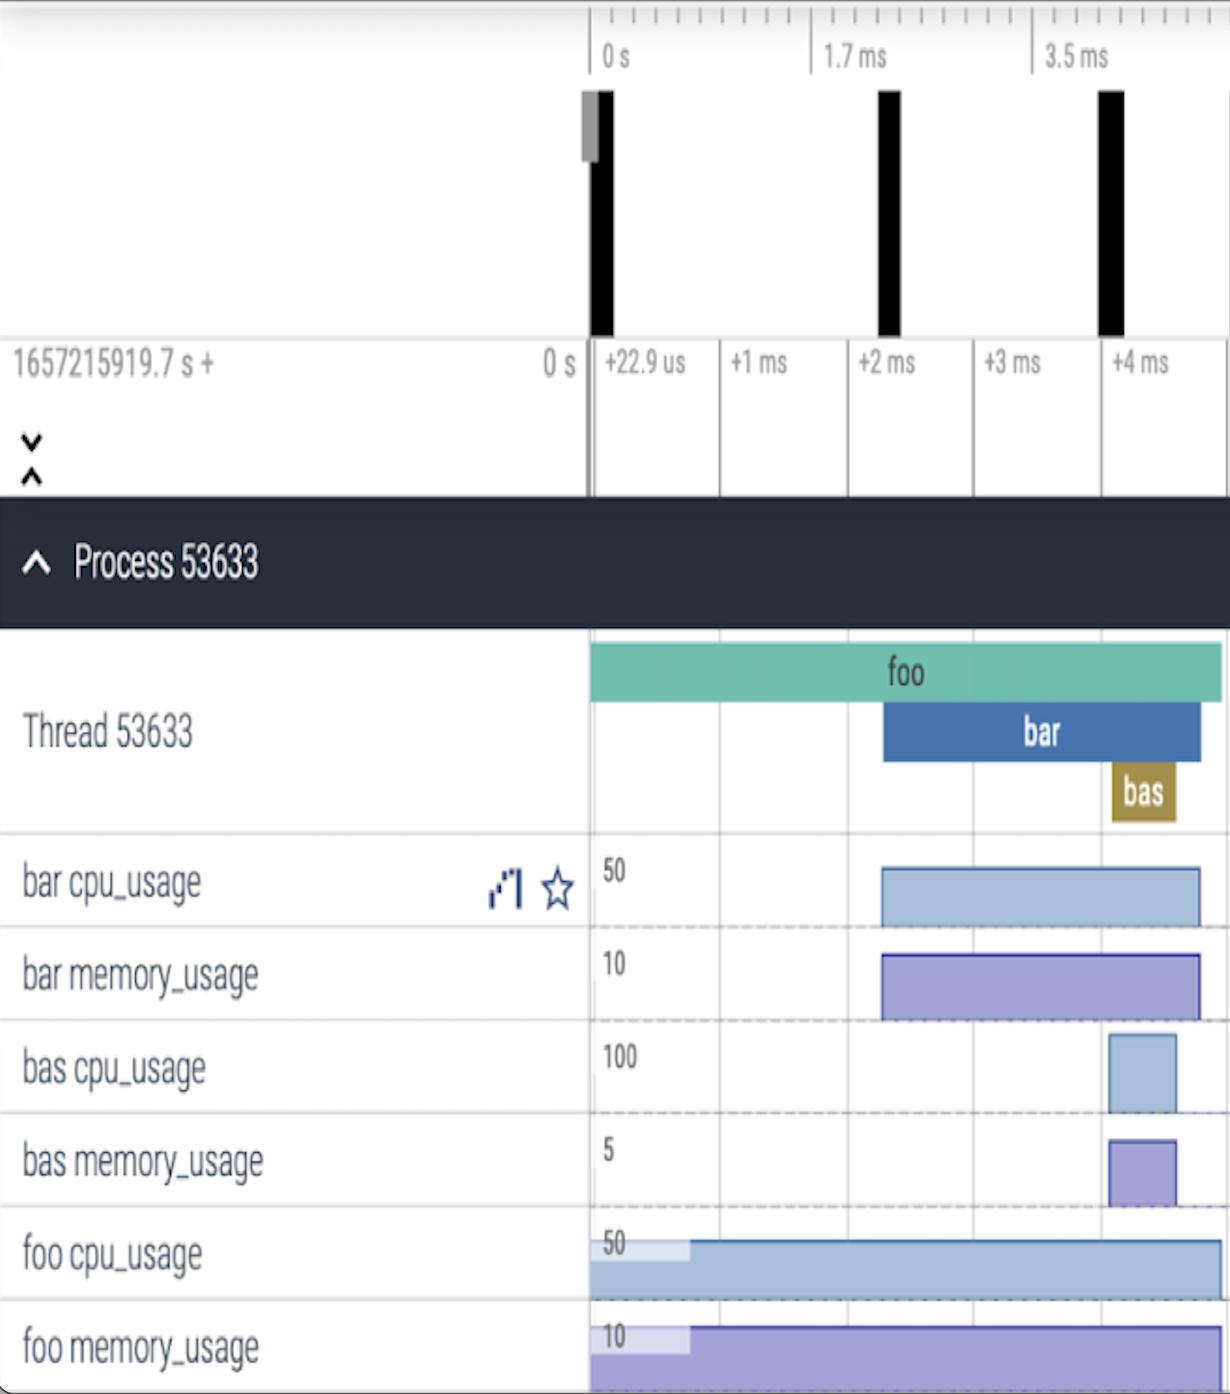 0 s 1.7 ms 3.5 ms
1657215919.7 s + 0 s +22.9 us +1 ms +2 ms +3 ms +4 ms
Process 53633
foo
Thread 53633 bar
bas
bar cpu_usage 50
bar memory_usage 10
bas cpu_usage 100
bas memory_usage 5
foo cpu_usage 50
foo memory_usage 10